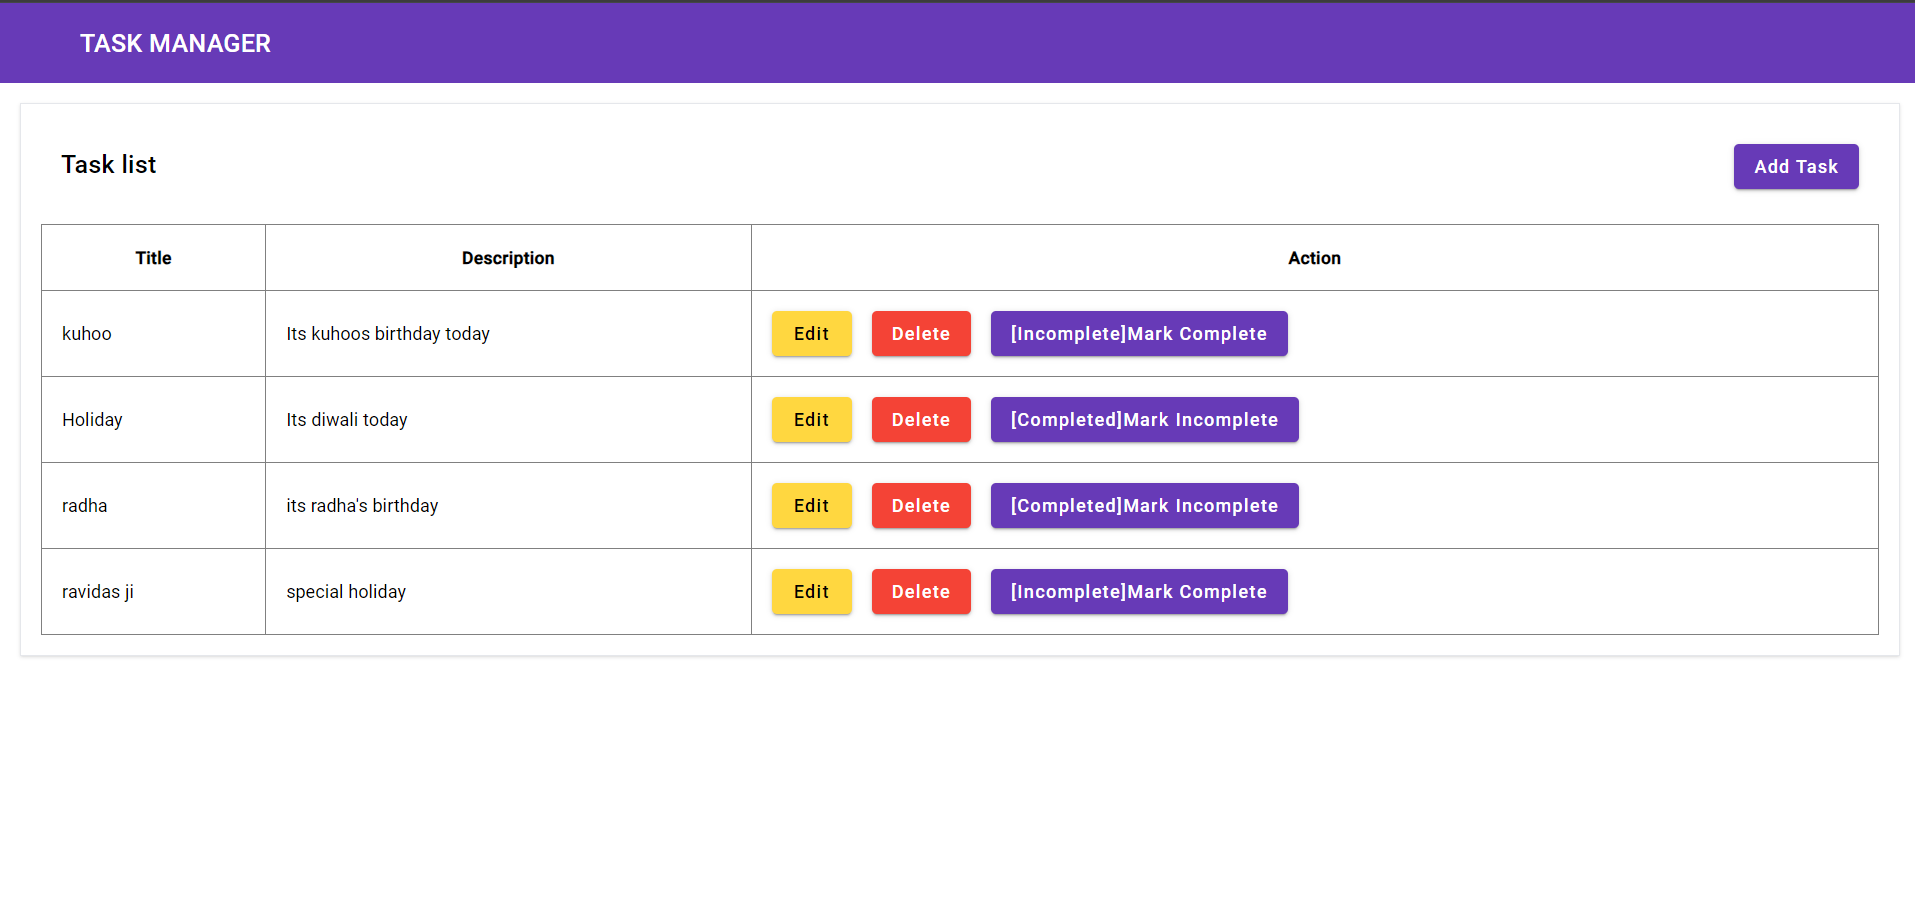 TASK MANAGER
Task list
Add Task
Title Description Action
kuhoo Its kuhoos birthday today Edit Delete [Incomplete]Mark Complete
Holiday Its diwali today Edit Delete [Completed]Mark Incomplete
radha its radha's birthday Edit Delete [Completed]Mark Incomplete
ravidas ji special holiday Edit Delete [Incomplete]Mark Complete